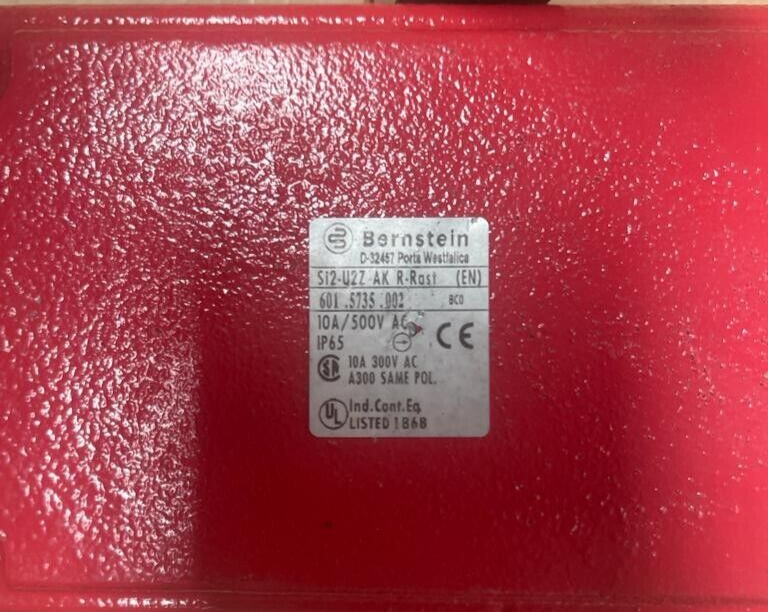 Bernstein
D-32457 Porta Westfalica
Si2-U2Z AK R-Rast (EN)
601.5735.002 BC0
10A/500V AC
IP65
CE
10A 300V AC
A300 SAME POL.
UL Ind.Cont.Eq
LISTED 186B